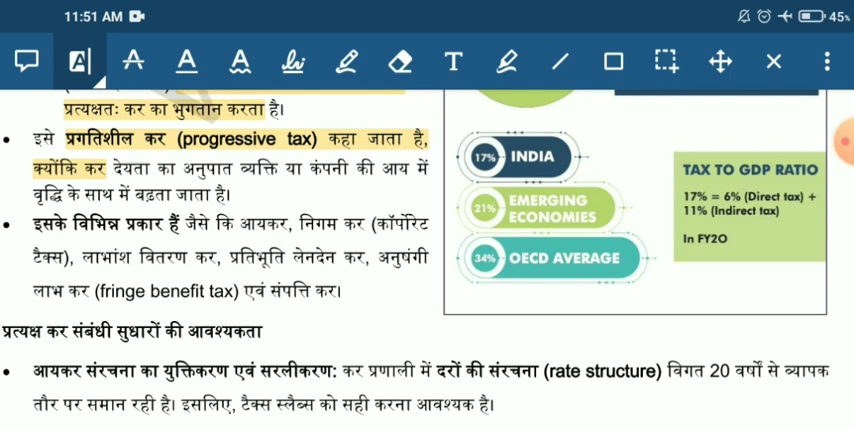 11:51 AM
45%
T
प्रत्यक्षतः कर का भुगतान करता है।
इसे प्रगतिशील कर (progressive tax) कहा जाता है,
क्योंकि कर देयता का अनुपात व्यक्ति या कंपनी की आय में
वृद्धि के साथ में बढ़ता जाता है।
इसके विभिन्न प्रकार हैं जैसे कि आयकर, निगम कर (कॉर्पोरेट
टैक्स), लाभांश वितरण कर, प्रतिभूति लेनदेन कर, अनुषंगी
लाभ कर (fringe benefit tax) एवं संपत्ति कर।
17% INDIA
21% EMERGING
ECONOMIES
34% OECD AVERAGE
TAX TO GDP RATIO
17% = 6% (Direct tax) +
11% (Indirect tax)
In FY20
प्रत्यक्ष कर संबंधी सुधारों की आवश्यकता
आयकर संरचना का युक्तिकरण एवं सरलीकरण: कर प्रणाली में दरों की संरचना (rate structure) विगत 20 वर्षों से व्यापक
तौर पर समान रही है। इसलिए, टैक्स स्लैब्स को सही करना आवश्यक है।